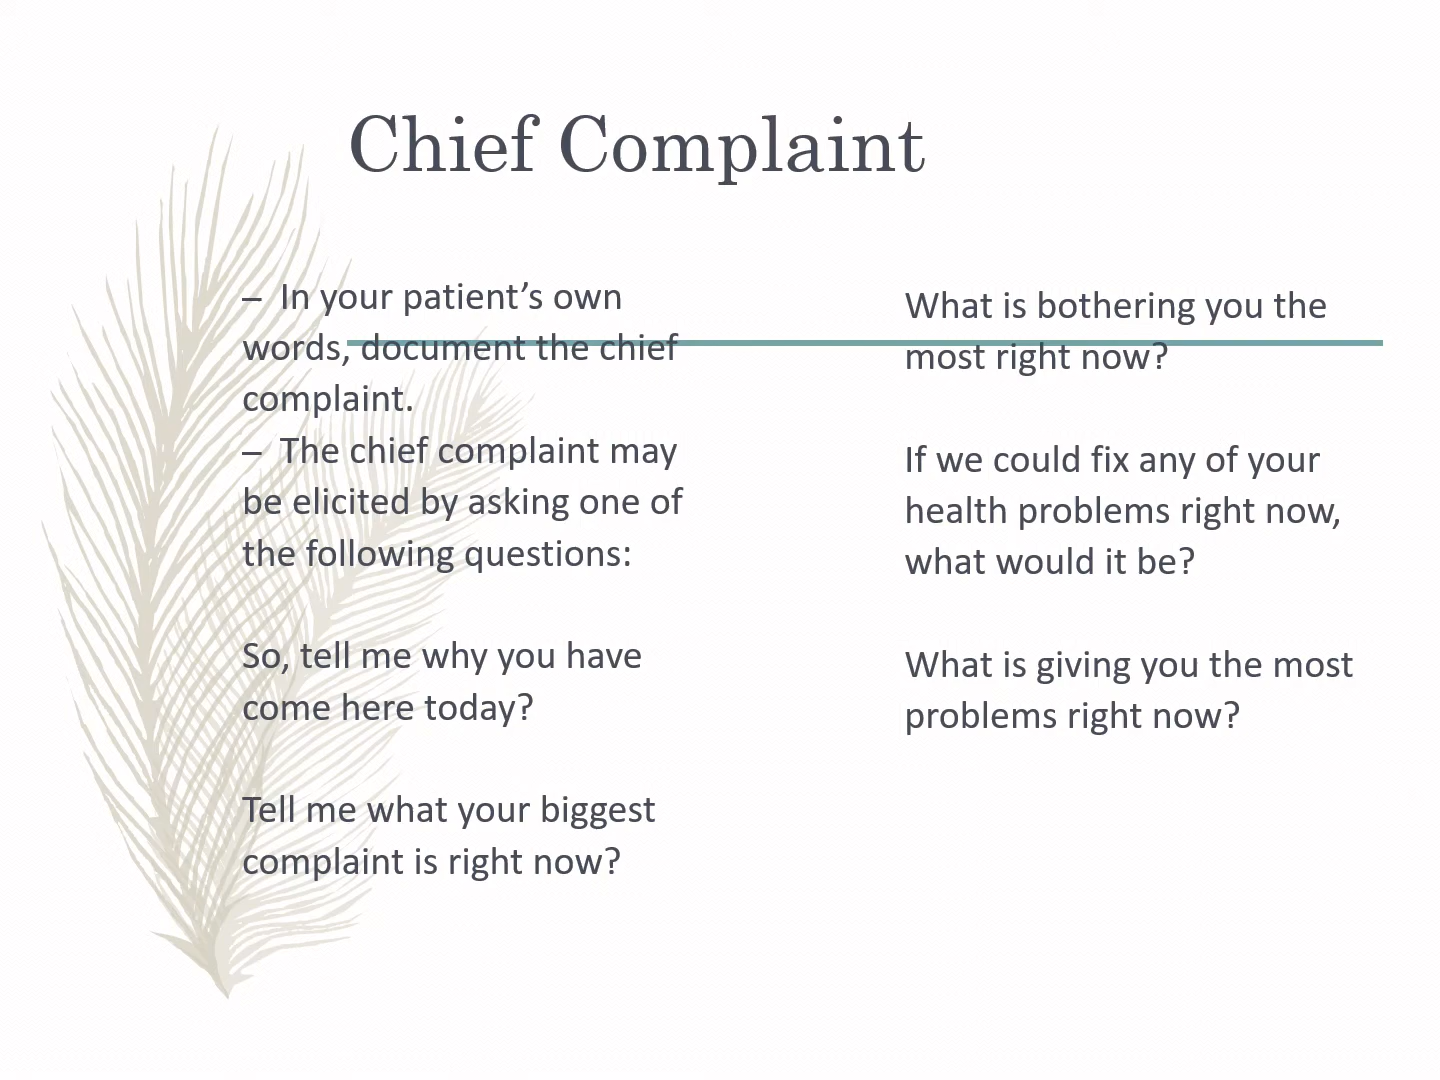 Chief Complaint
– In your patient’s own
words, document the chief
complaint.
– The chief complaint may
be elicited by asking one of
the following questions:
So, tell me why you have
come here today?
Tell me what your biggest
complaint is right now?
What is bothering you the
most right now?
If we could fix any of your
health problems right now,
what would it be?
What is giving you the most
problems right now?